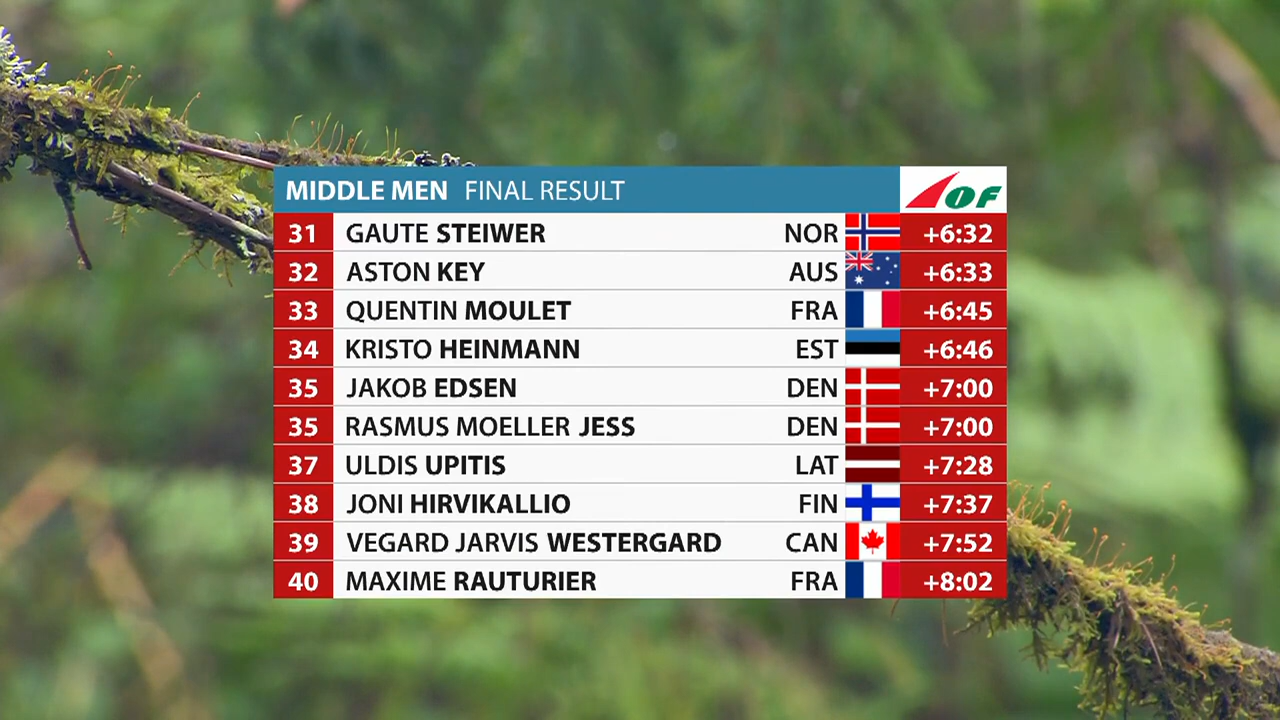 MIDDLE MEN FINAL RESULT IOF
31 GAUTE STEIWER NOR +6:32
32 ASTON KEY AUS +6:33
33 QUENTIN MOULET FRA +6:45
34 KRISTO HEINMANN EST +6:46
35 JAKOB EDSEN DEN +7:00
35 RASMUS MOELLER JESS DEN +7:00
37 ULDIS UPITIS LAT +7:28
38 JONI HIRVIKALLIO FIN +7:37
39 VEGARD JARVIS WESTERGARD CAN +7:52
40 MAXIME RAUTURIER FRA +8:02